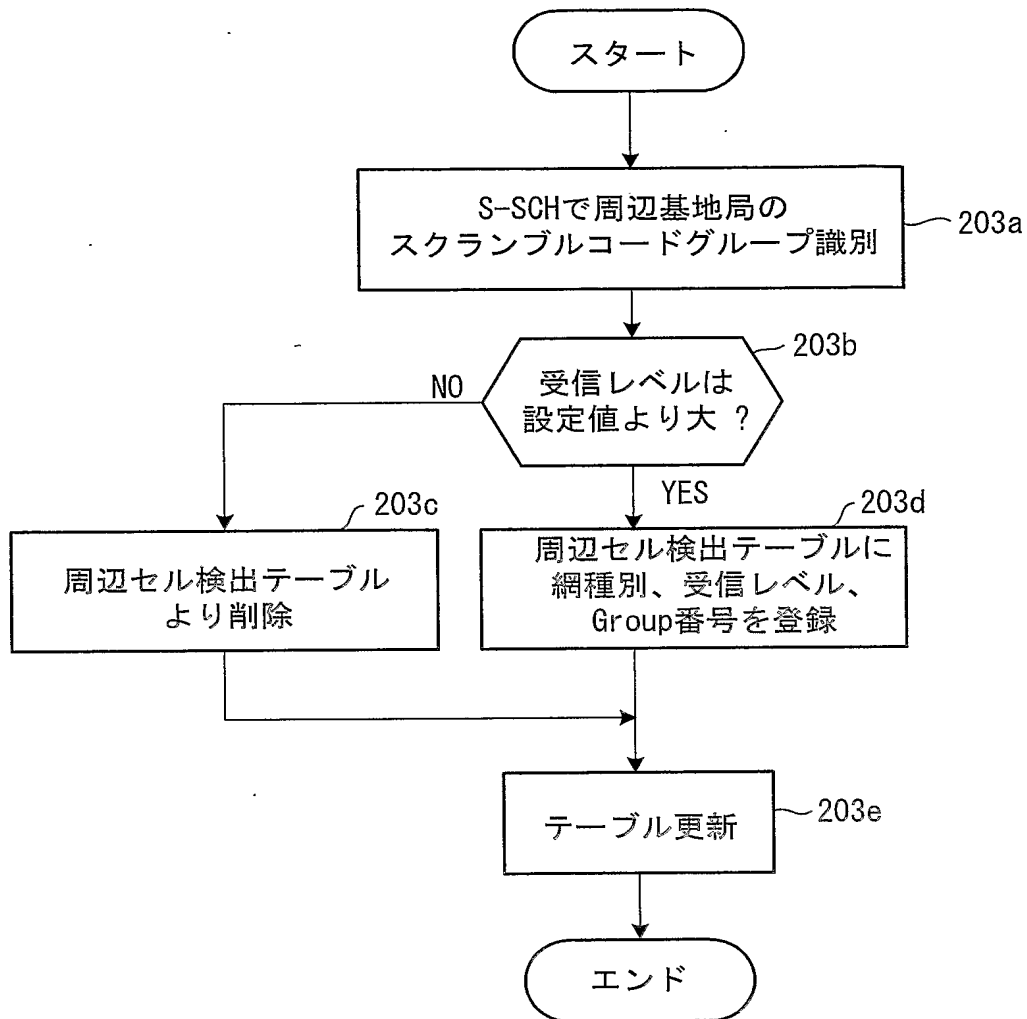 スタート
S-SCHで周辺基地局の
スクランブルコードグループ識別
203a
203b
受信レベルは
設定値より大 ?
NO
YES
203c
周辺セル検出テーブル
より削除
203d
周辺セル検出テーブルに
網種別、受信レベル、
Group番号を登録
テーブル更新
203e
エンド